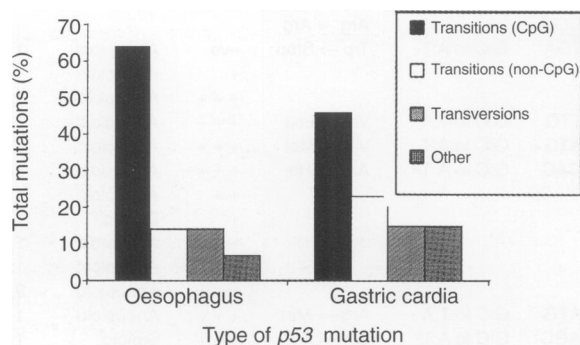 70
60
50
40
30
20
10
0
Total mutations (%)
Oesophagus
Gastric cardia
Type of p53 mutation
Transitions (CpG)
Transitions (non-CpG)
Transversions
Other